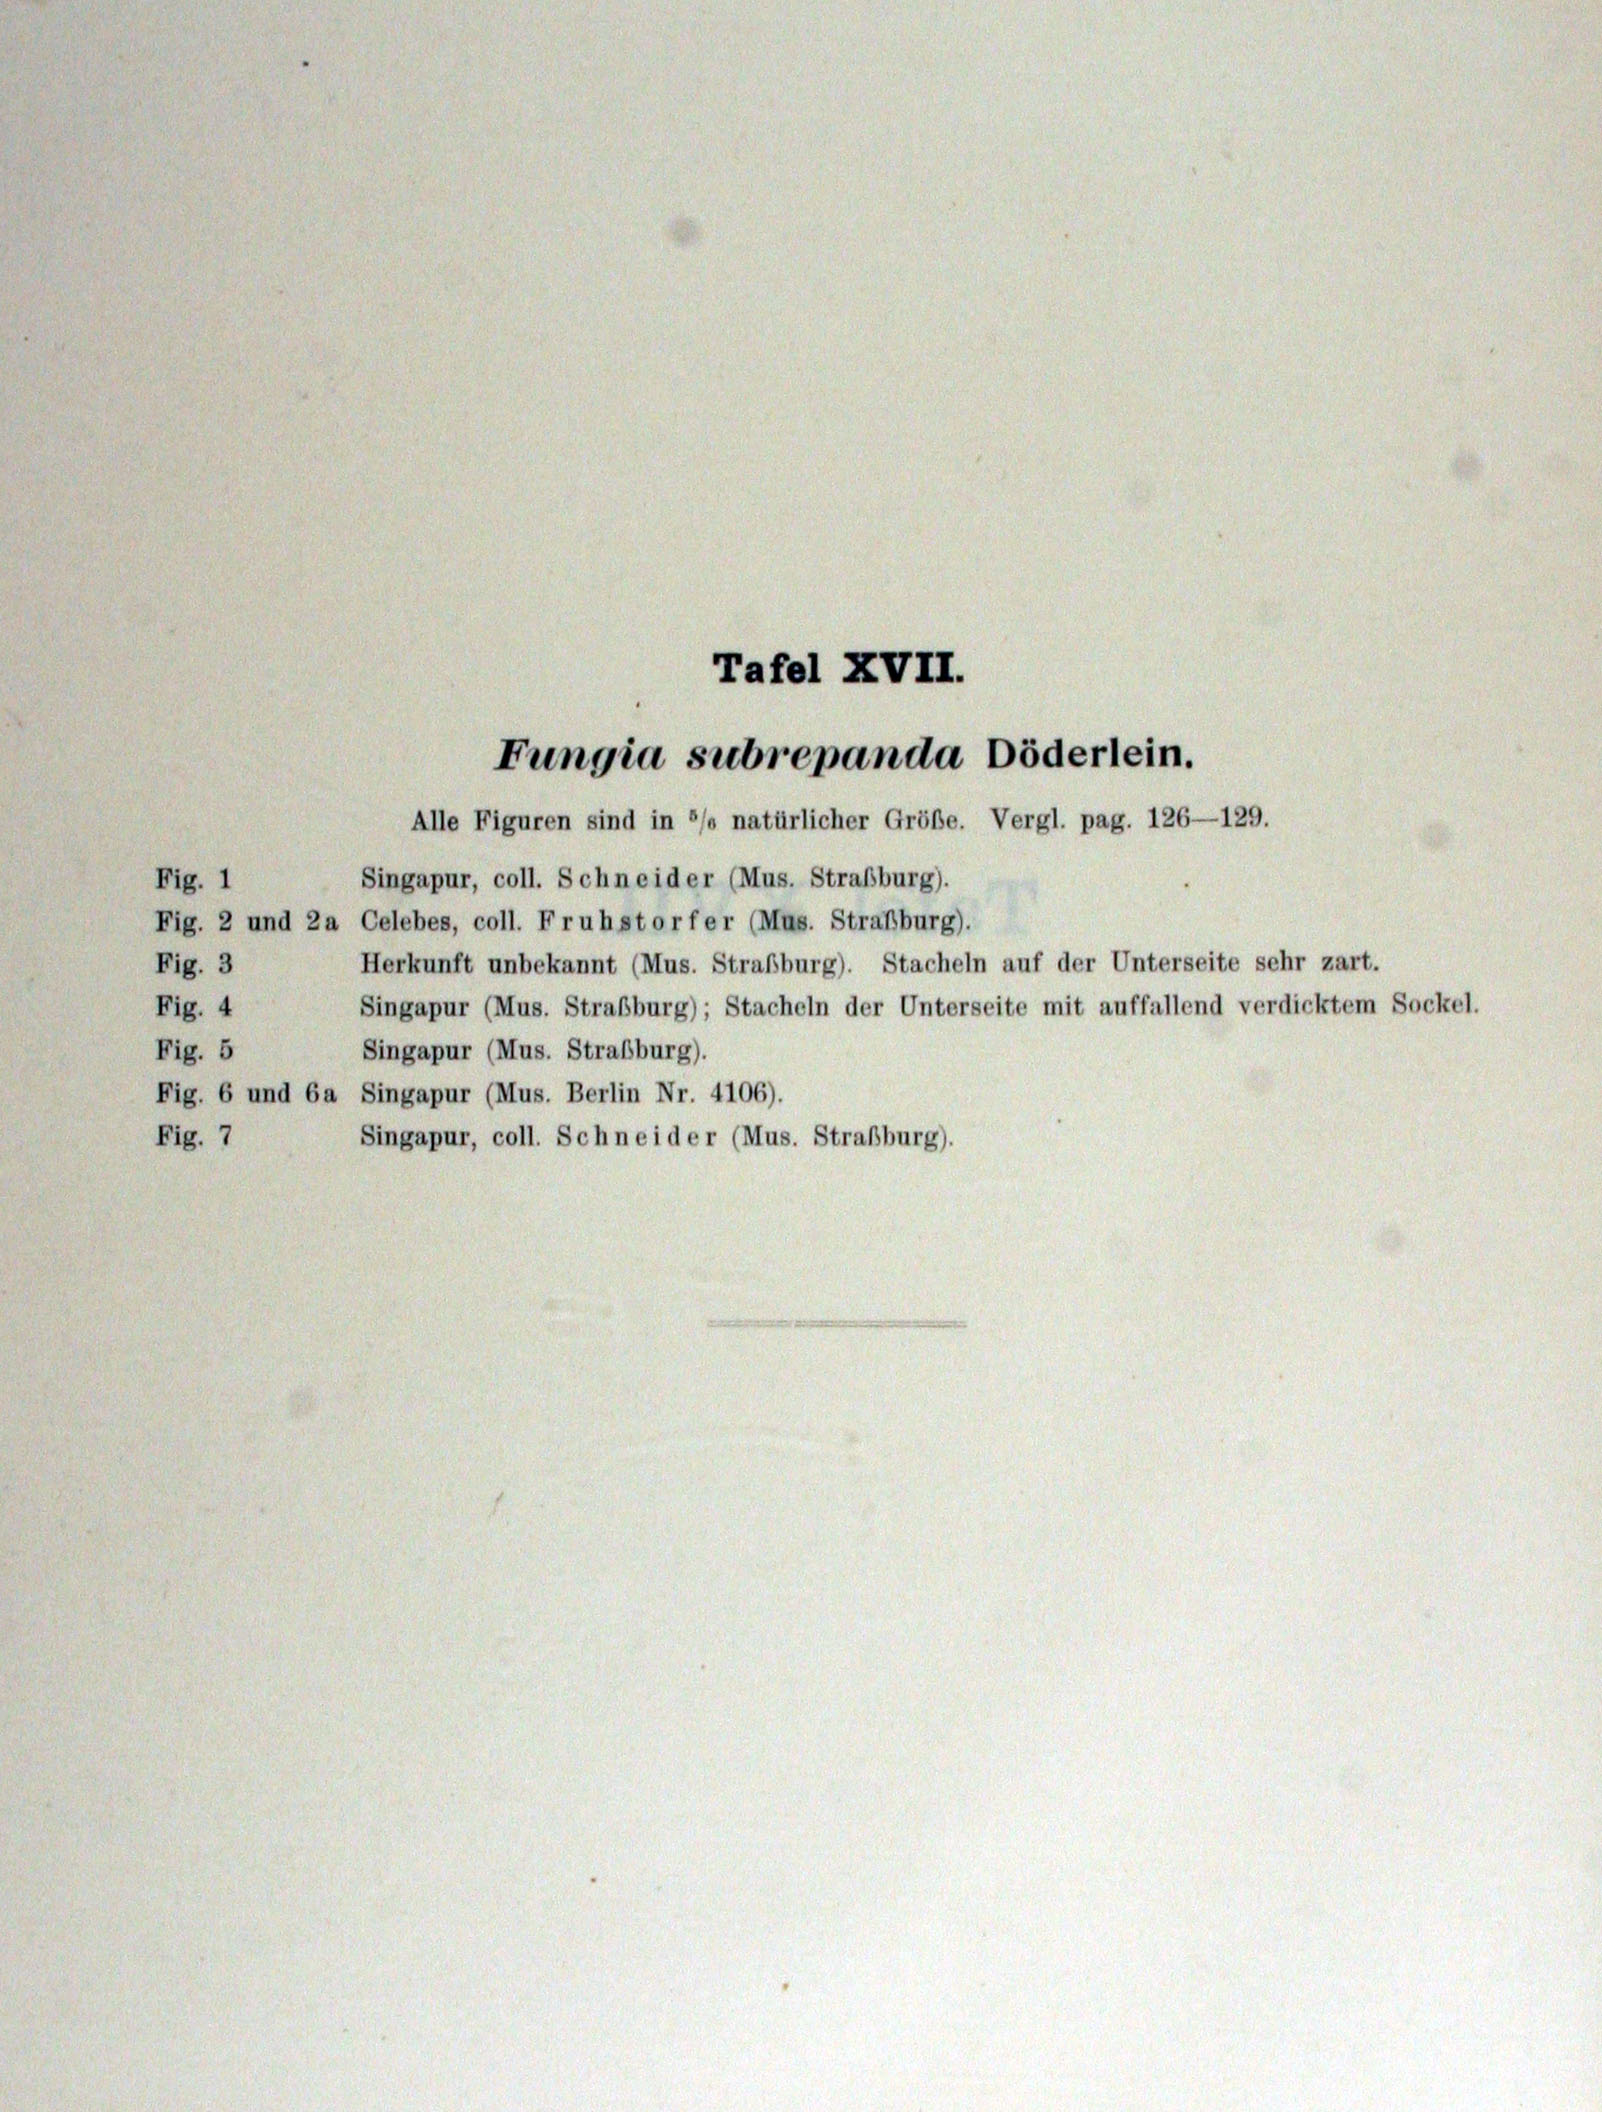 Tafel XVII.
Fungia subrepanda Döderlein.
Alle Figuren sind in natürlicher Größe. Vergl. pag. 126—129.
Fig. 1 Singapur, coll. Schneider (Mus. Straßburg).
Fig. 2 und 2a Celebes, coll. Fruhstorfer (Mus. Straßburg).
Fig. 3 Herkunft unbekannt (Mus. Straßburg). Stacheln auf der Unterseite sehr zart.
Fig. 4 Singapur (Mus. Straßburg); Stacheln der Unterseite mit auffallend verdicktem Sockel.
Fig. 5 Singapur (Mus. Straßburg).
Fig. 6 und 6a Singapur (Mus. Berlin Nr. 4106).
Fig. 7 Singapur, coll. Schneider (Mus. Straßburg).